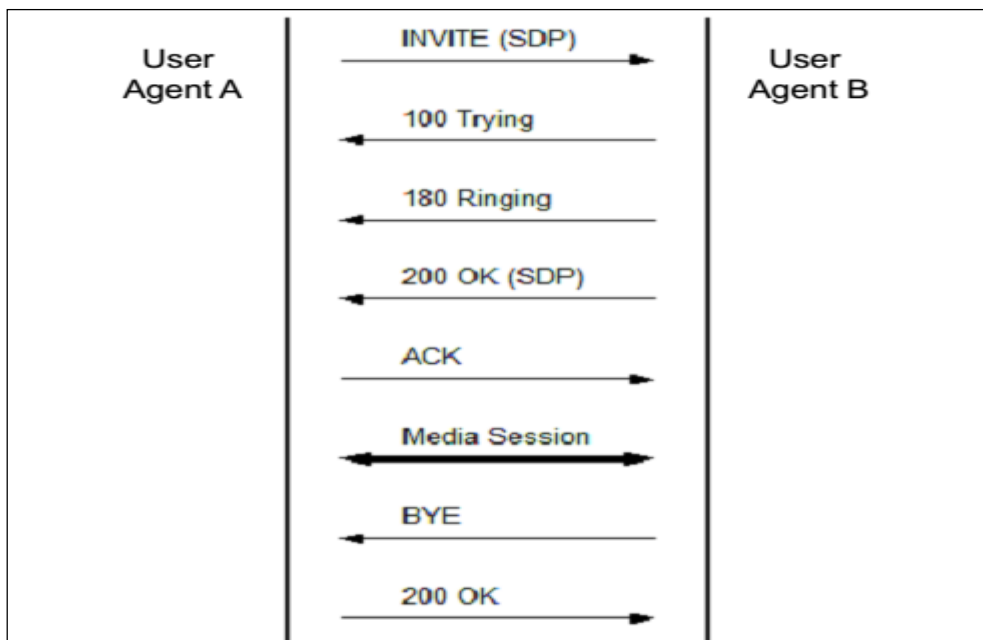 User
Agent A
User
Agent B
INVITE (SDP)
100 Trying
180 Ringing
200 OK (SDP)
ACK
Media Session
BYE
200 OK